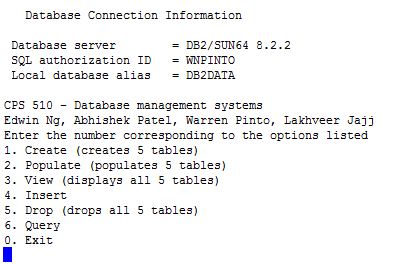 Database Connection Information
Database server = DB2/SUN64 8.2.2
SQL authorization ID = WNPINTO
Local database alias = DB2DATA
CPS 510 - Database management systems
Edwin Ng, Abhishek Patel, Warren Pinto, Lakhveer Jajj
Enter the number corresponding to the options listed
1. Create (creates 5 tables)
2. Populate (populates 5 tables)
3. View (displays all 5 tables)
4. Insert
5. Drop (drops all 5 tables)
6. Query
0. Exit